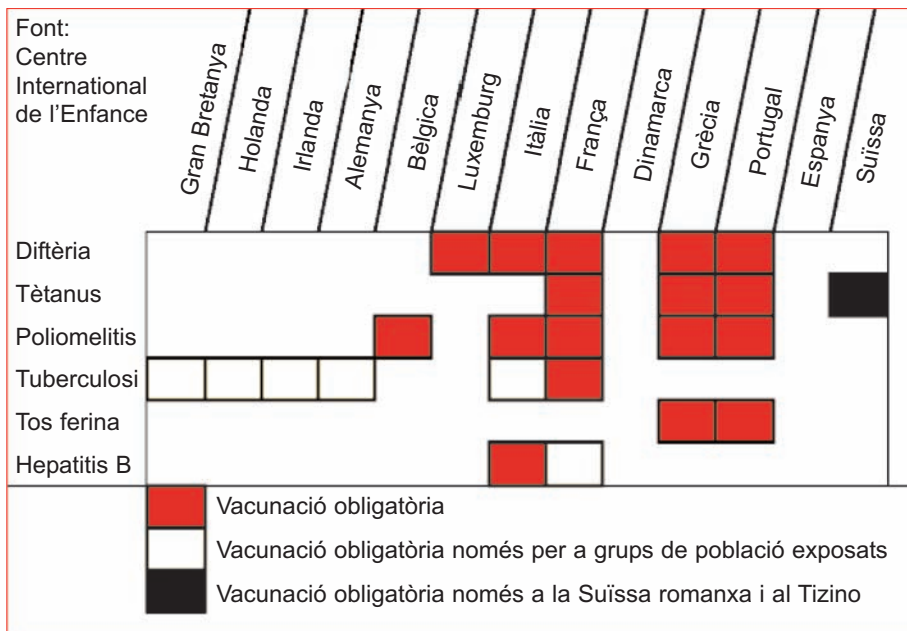 Font:
Centre
International
de l’Enfance
Gran Bretanya
Holanda
Irlanda
Alemanya
Bèlgica
Luxemburg
Itàlia
França
Dinamarca
Grècia
Portugal
Espanya
Suïssa
Diftèria
Tètanus
Poliomelitis
Tuberculosi
Tos ferina
Hepatitis B
Vacunació obligatòria
Vacunació obligatòria només per a grups de població exposats
Vacunació obligatòria només a la Suïssa romanxa i al Tizino